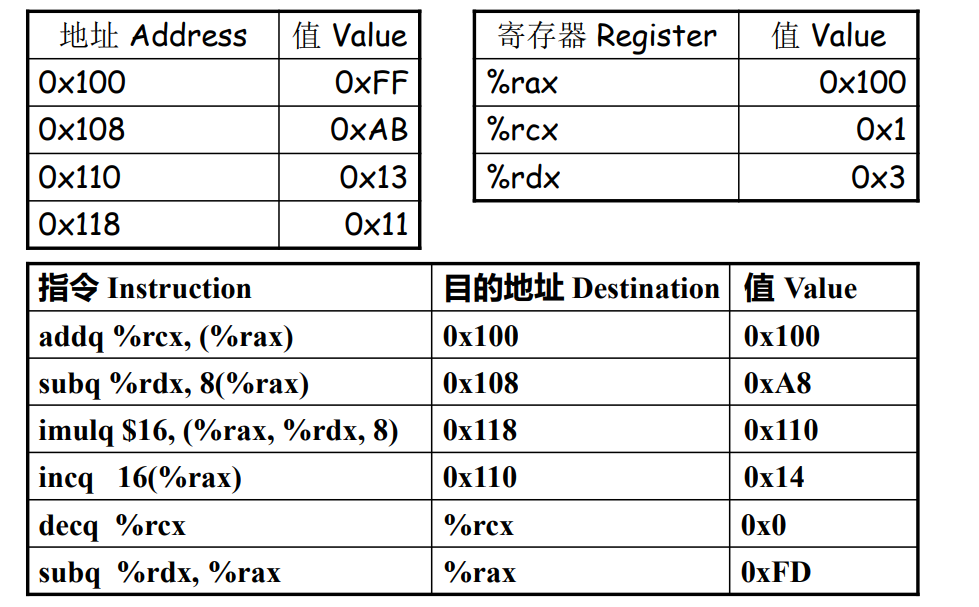 地址 Address 值 Value
0x100 0xFF
0x108 0xAB
0x110 0x13
0x118 0x11
寄存器 Register 值 Value
%rax 0x100
%rcx 0x1
%rdx 0x3
指令 Instruction 目的地址 Destination 值 Value
addq %rcx, (%rax) 0x100 0x100
subq %rdx, 8(%rax) 0x108 0xA8
imulq $16, (%rax, %rdx, 8) 0x118 0x110
incq 16(%rax) 0x110 0x14
decq %rcx %rcx 0x0
subq %rdx, %rax %rax 0xFD